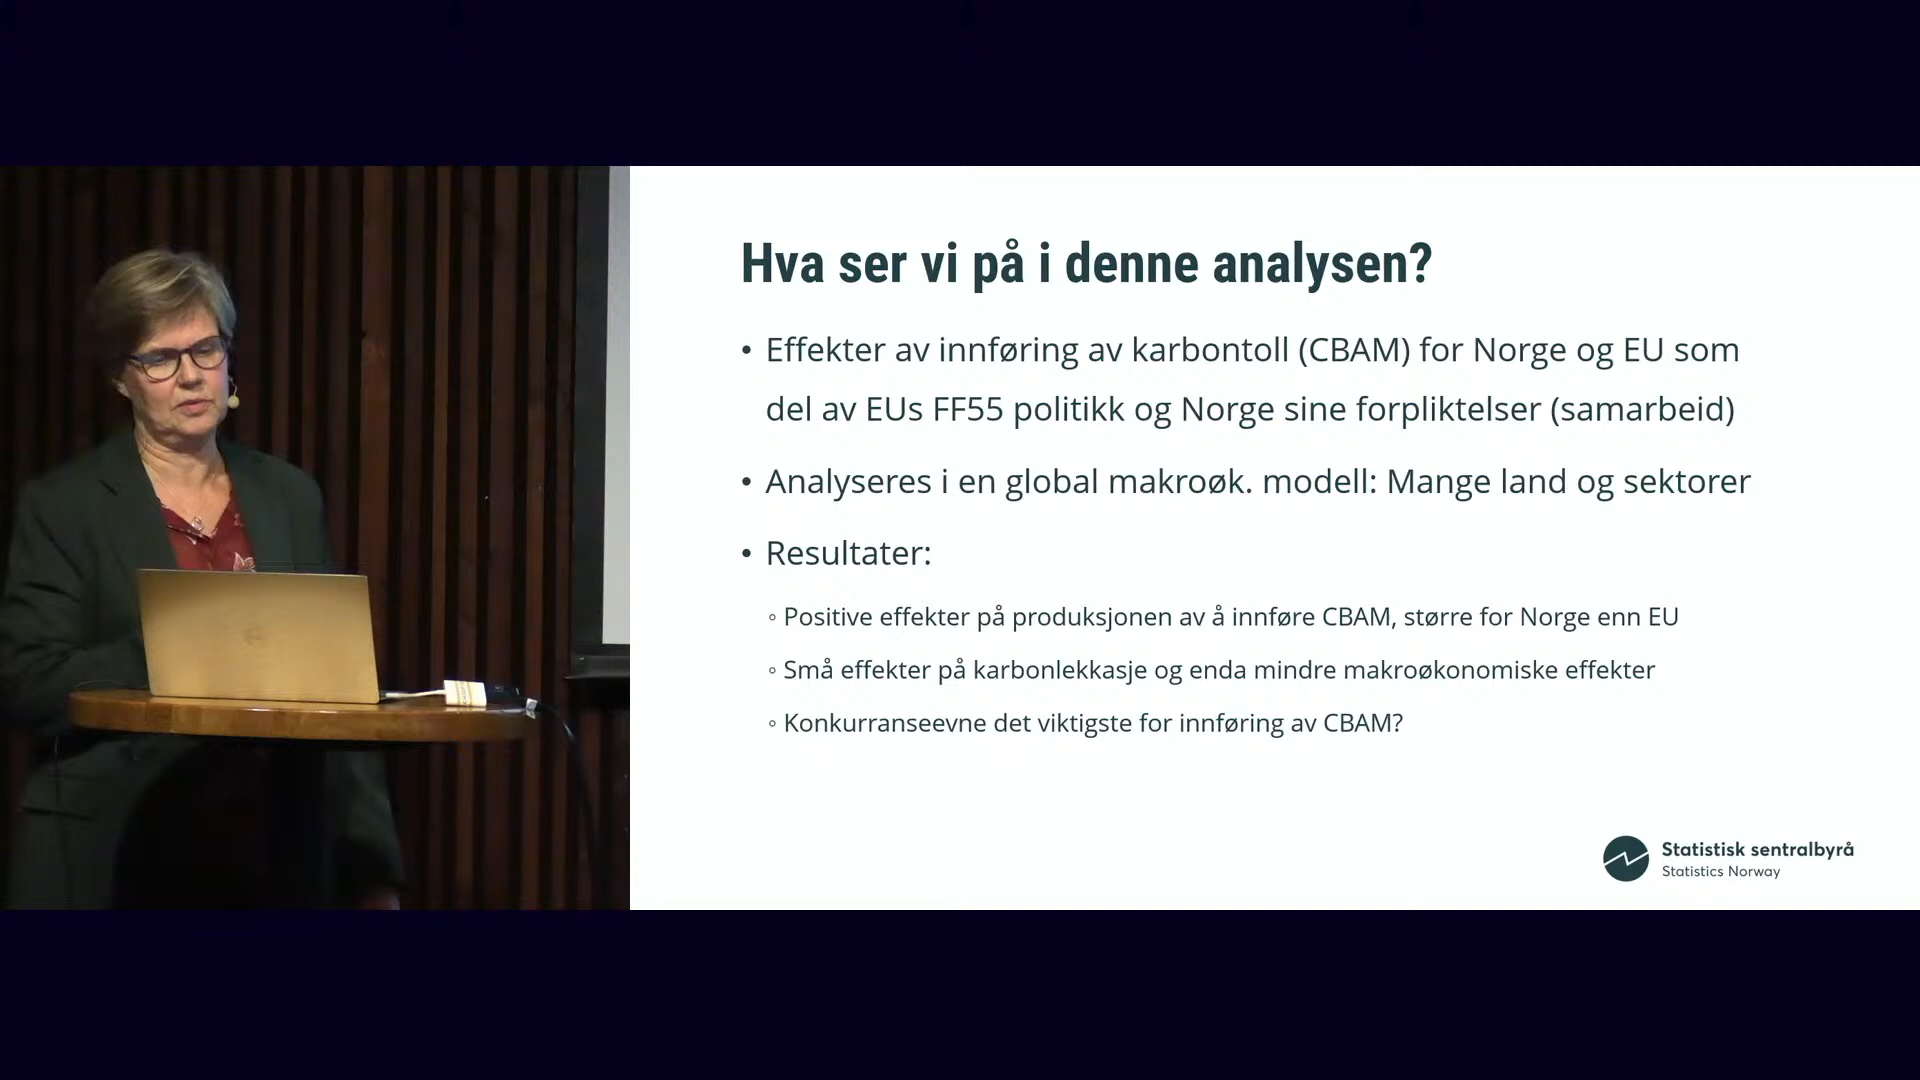 Hva ser vi på i denne analysen?
• Effekter av innføring av karbontoll (CBAM) for Norge og EU som
del av EUs FF55 politikk og Norge sine forpliktelser (samarbeid)
• Analyseres i en global makroøk. modell: Mange land og sektorer
• Resultater:
◦ Positive effekter på produksjonen av å innføre CBAM, større for Norge enn EU
◦ Små effekter på karbonlekkasje og enda mindre makroøkonomiske effekter
◦ Konkurranseevne det viktigste for innføring av CBAM?
Statistisk sentralbyrå
Statistics Norway